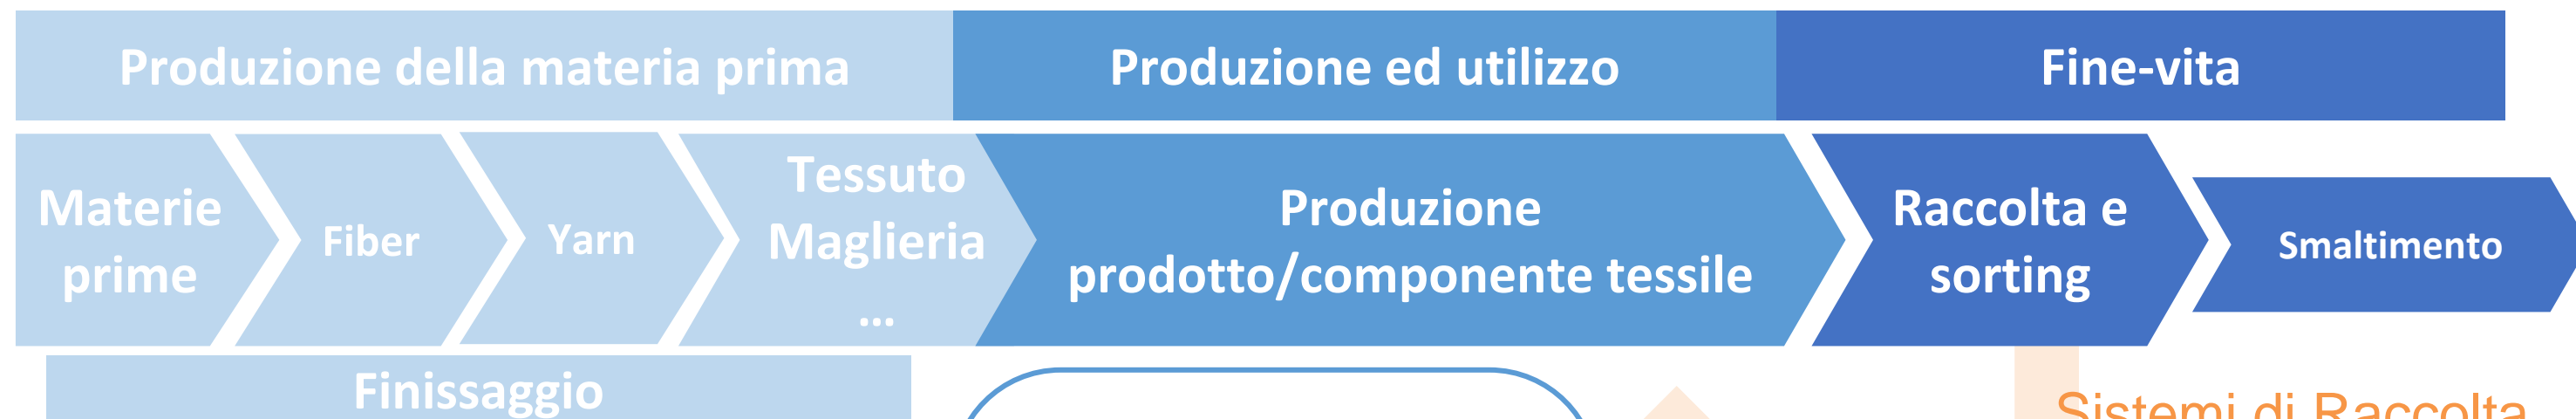 Produzione della materia prima
Produzione ed utilizzo
Fine-vita
Materie
prime
Fiber
Yarn
Tessuto
Maglieria
...
Produzione
prodotto/componente tessile
Raccolta e
sorting
Smaltimento
Finissaggio
Sistemi di Raccolta